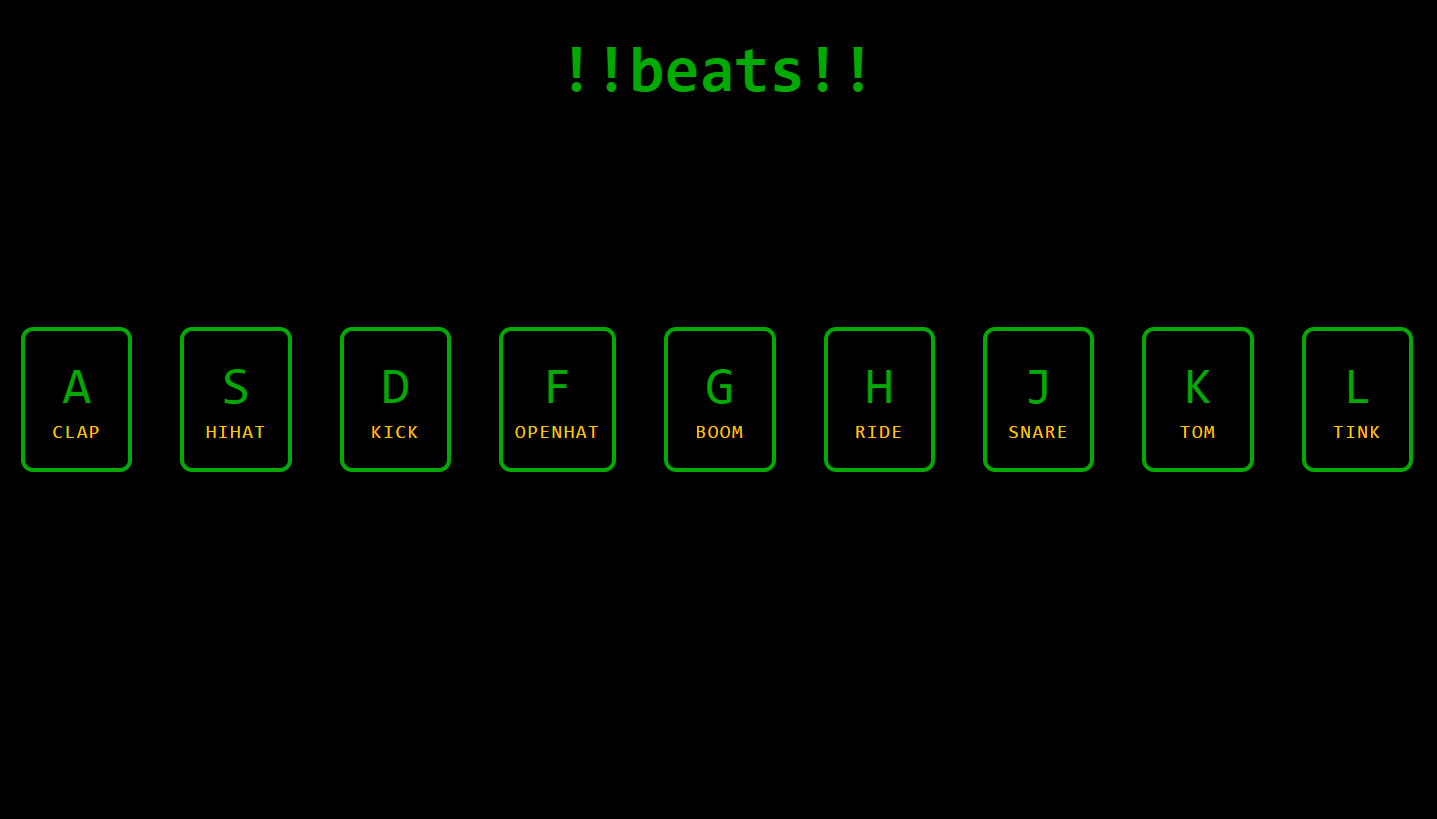 !!beats!!
A S D F G H J K L
CLAP HIHAT KICK OPENHAT BOOM RIDE SNARE TOM TINK